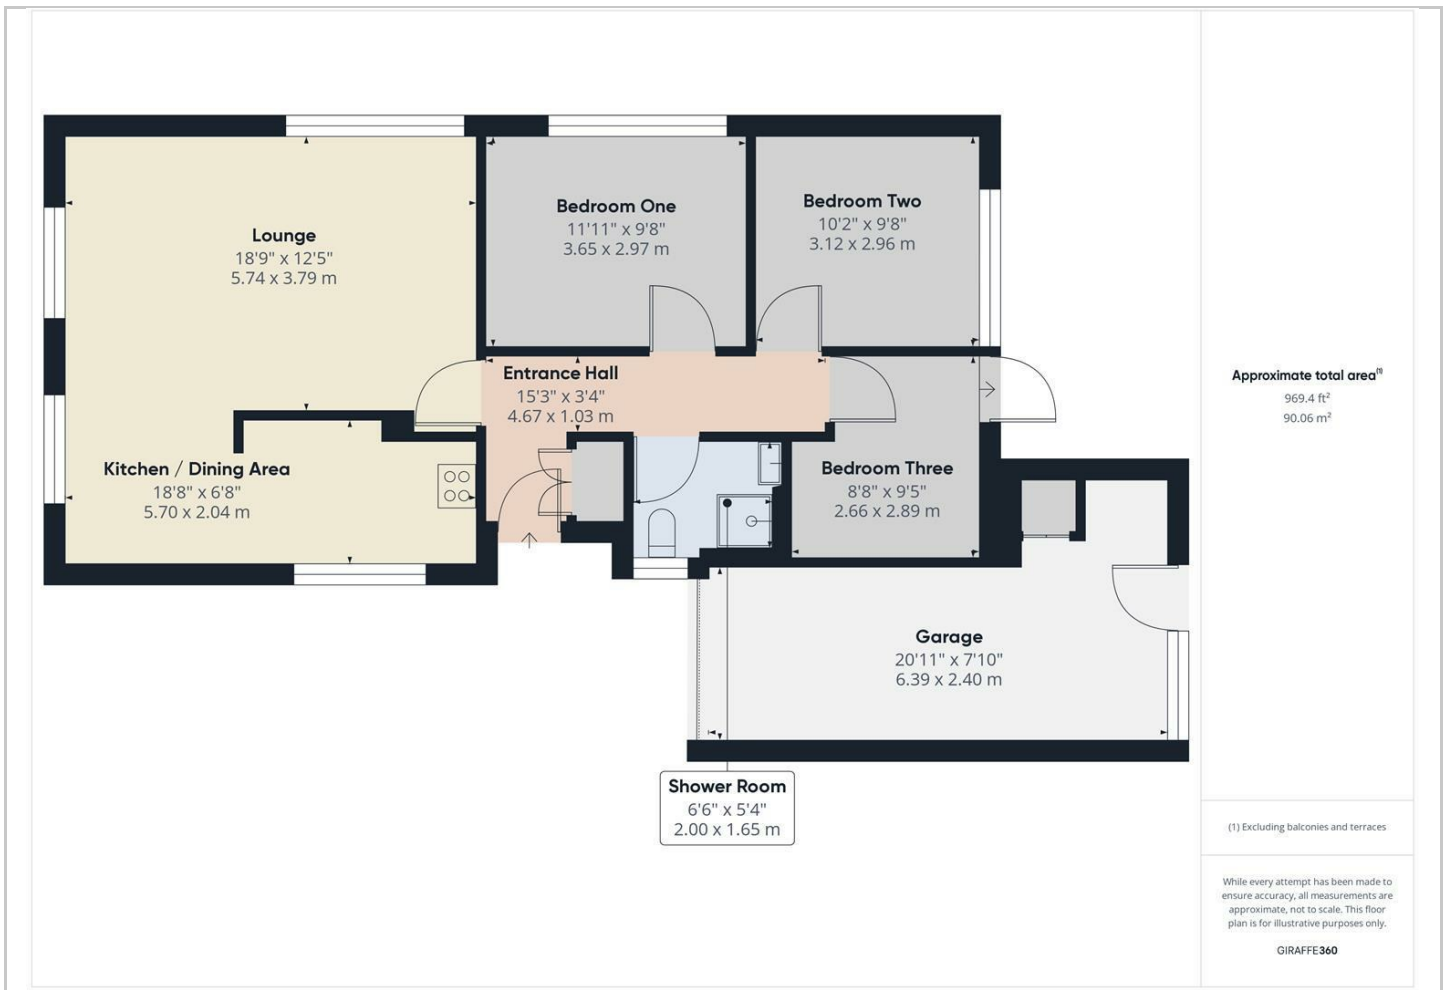 Lounge
18'9" x 12'5"
5.74 x 3.79 m
Bedroom One
11'11" x 9'8"
3.65 x 2.97 m
Bedroom Two
10'2" x 9'8"
3.12 x 2.96 m
Entrance Hall
15'3" x 3'4"
4.67 x 1.03 m
Kitchen / Dining Area
18'8" x 6'8"
5.70 x 2.04 m
Bedroom Three
8'8" x 9'5"
2.66 x 2.89 m
Garage
20'11" x 7'10"
6.39 x 2.40 m
Shower Room
6'6" x 5'4"
2.00 x 1.65 m
Approximate total area⁽¹⁾
969.4 ft²
90.06 m²
(1) Excluding balconies and terraces
While every attempt has been made to
ensure accuracy, all measurements are
approximate, not to scale. This floor
plan is for illustrative purposes only.
GIRAFFE360